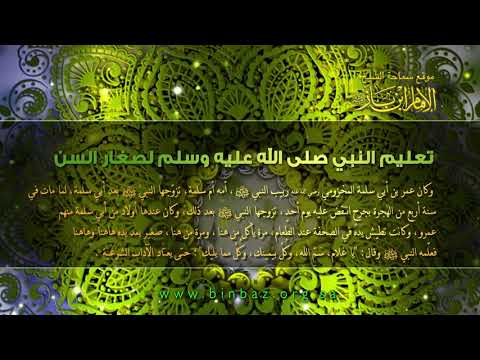 موقع سماحة الشيخ
الإمام ابن باز
تعليم النبي صلى الله عليه وسلم لصغار السن
وكان عمر بن أبي سلمة المخزومي رضي الله عنه ربيب النبي ﷺ، أمه أم سلمة، تزوجها النبي ﷺ بعد أبي سلمة، لما مات في
سنة أربع من الهجرة بجرح انتقض عليه يوم أحد، تزوجها النبي ﷺ بعد ذلك، وكان عندها أولاد من أبي سلمة منهم
عمرو، وكانت تطيش يده في الصحفة عند الطعام، مرة يأكل من هنا، ومرة من هنا، صغير يمد يده هاهنا وهاهنا
فعلمه النبي ﷺ وقال: "يا غلام، سمّ الله، وكل بيمينك، وكل مما يليك"؛ حتى يعتاد الآداب الشرعية.
www.binbaz.org.sa